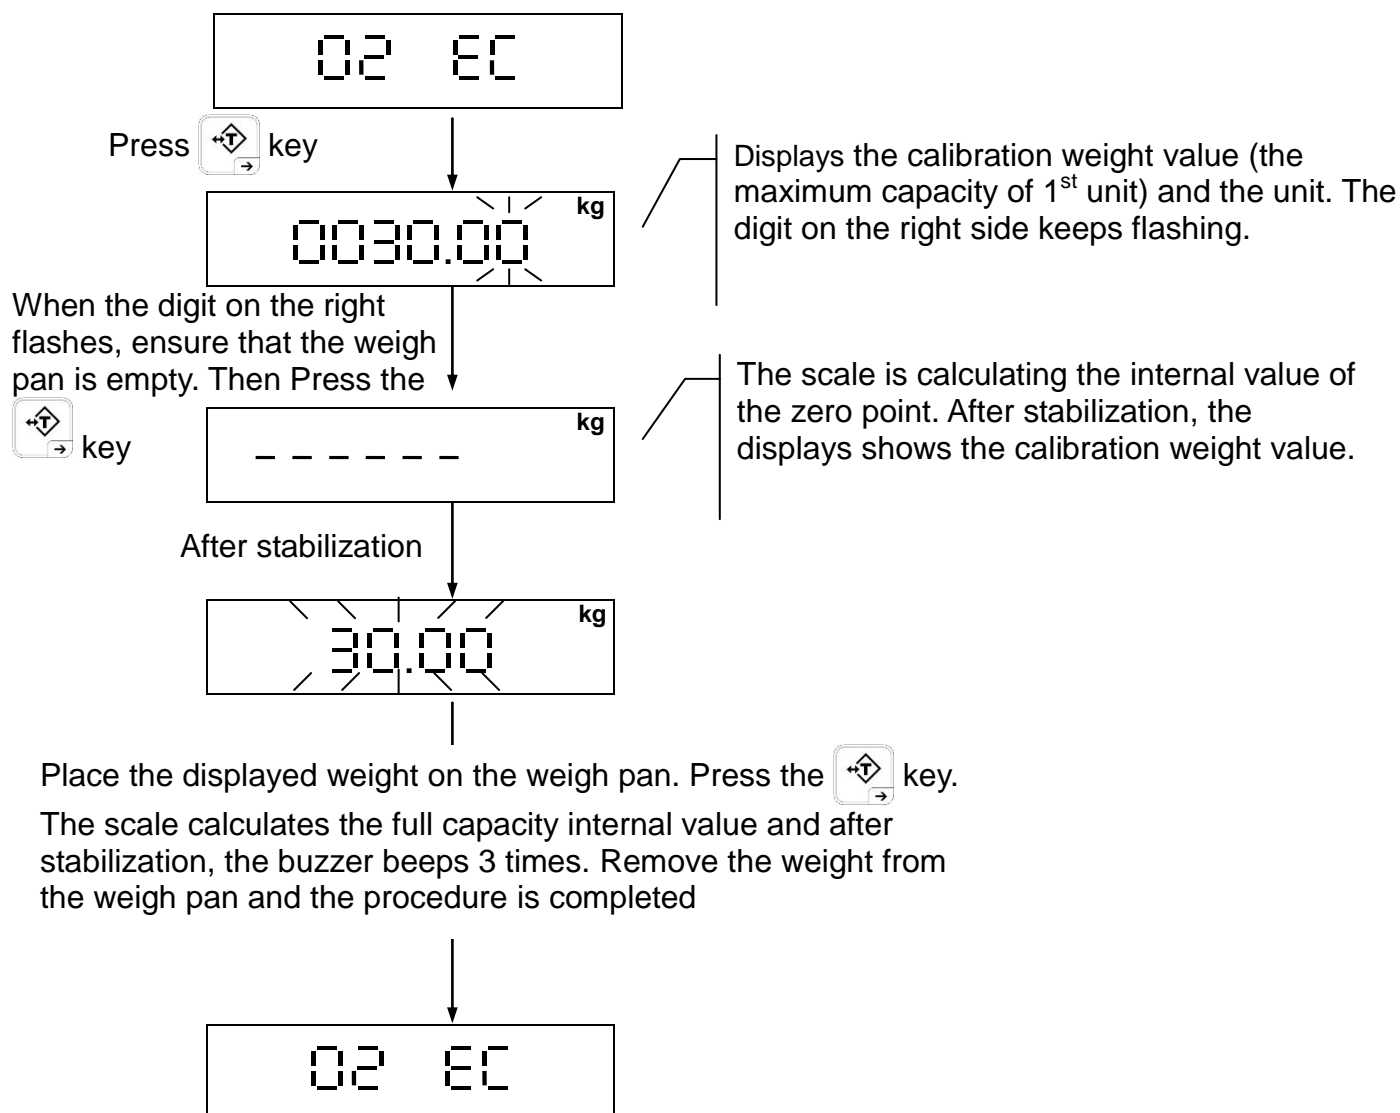 02 EC
Press T → key
Displays the calibration weight value (the
maximum capacity of 1st unit) and the unit. The
digit on the right side keeps flashing.
kg
0030.00
When the digit on the right
flashes, ensure that the weigh
pan is empty. Then Press the
T → key
The scale is calculating the internal value of
the zero point. After stabilization, the
displays shows the calibration weight value.
kg
– – – – – –
After stabilization
kg
30.00
Place the displayed weight on the weigh pan. Press the T → key.
The scale calculates the full capacity internal value and after
stabilization, the buzzer beeps 3 times. Remove the weight from
the weigh pan and the procedure is completed
02 EC